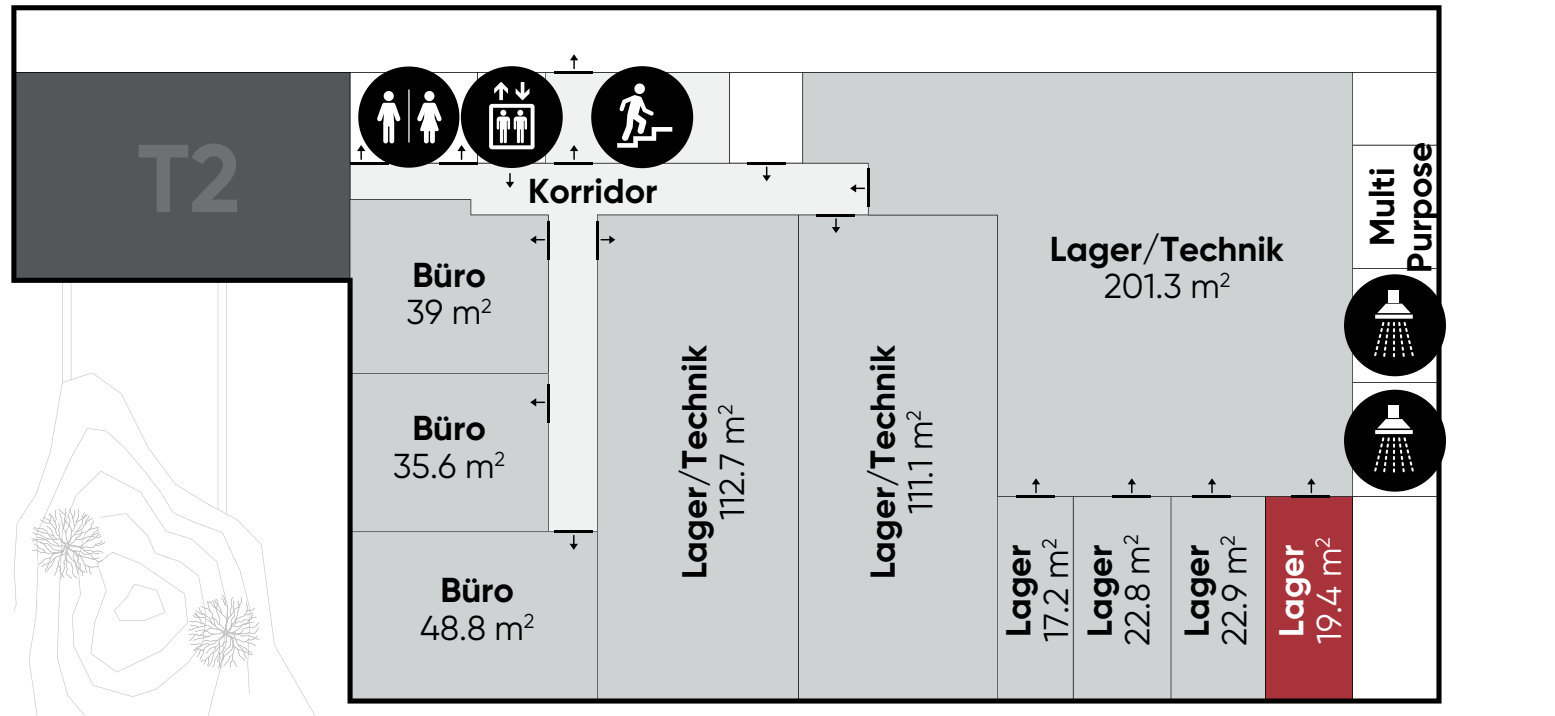 T2
Korridor
Multi
Purpose
Lager/Technik
201.3 m²
Büro
39 m²
Büro
35.6 m²
Lager/Technik
112.7 m²
Lager/Technik
111.1 m²
Büro
48.8 m²
Lager
17.2 m²
Lager
22.8 m²
Lager
22.9 m²
Lager
19.4 m²